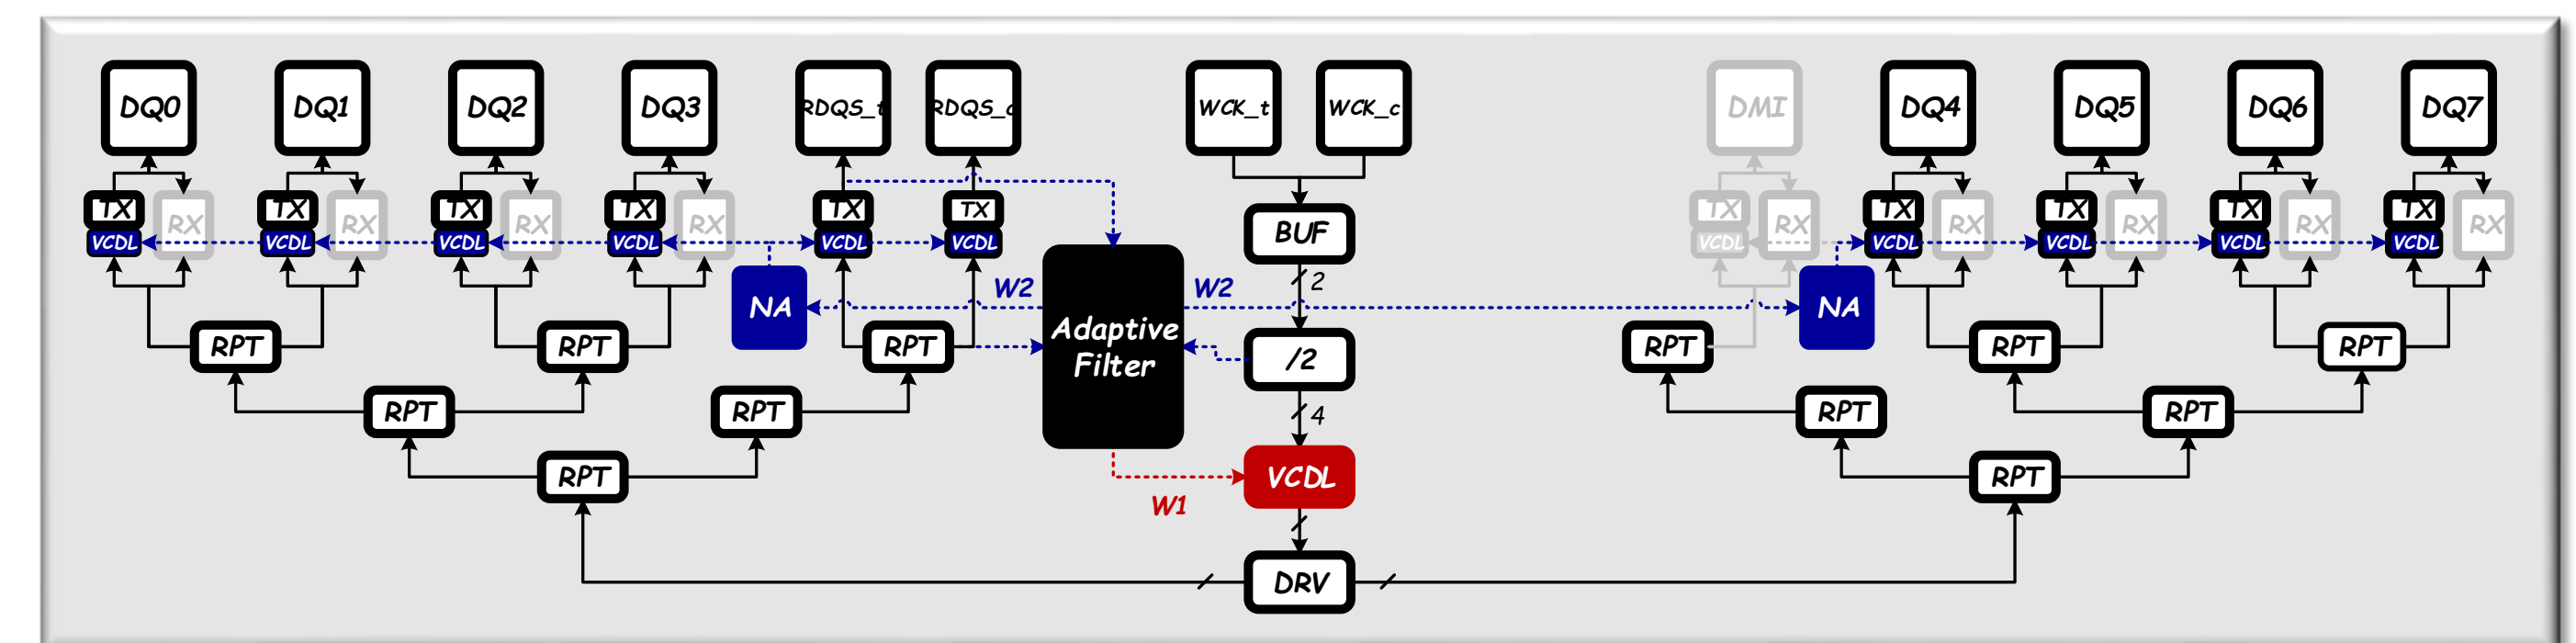 DQ0 DQ1 DQ2 DQ3 RDQS_t RDQS_c WCK_t WCK_c DMI DQ4 DQ5 DQ6 DQ7
TX RX TX RX TX RX TX RX TX TX BUF TX RX TX RX TX RX TX RX TX RX
VCDL VCDL VCDL VCDL VCDL VCDL VCDL VCDL VCDL VCDL VCDL
2
W2 W2
NA NA
Adaptive
Filter
RPT RPT RPT /2 RPT RPT RPT
RPT RPT 4 RPT RPT
RPT VCDL RPT
W1
DRV